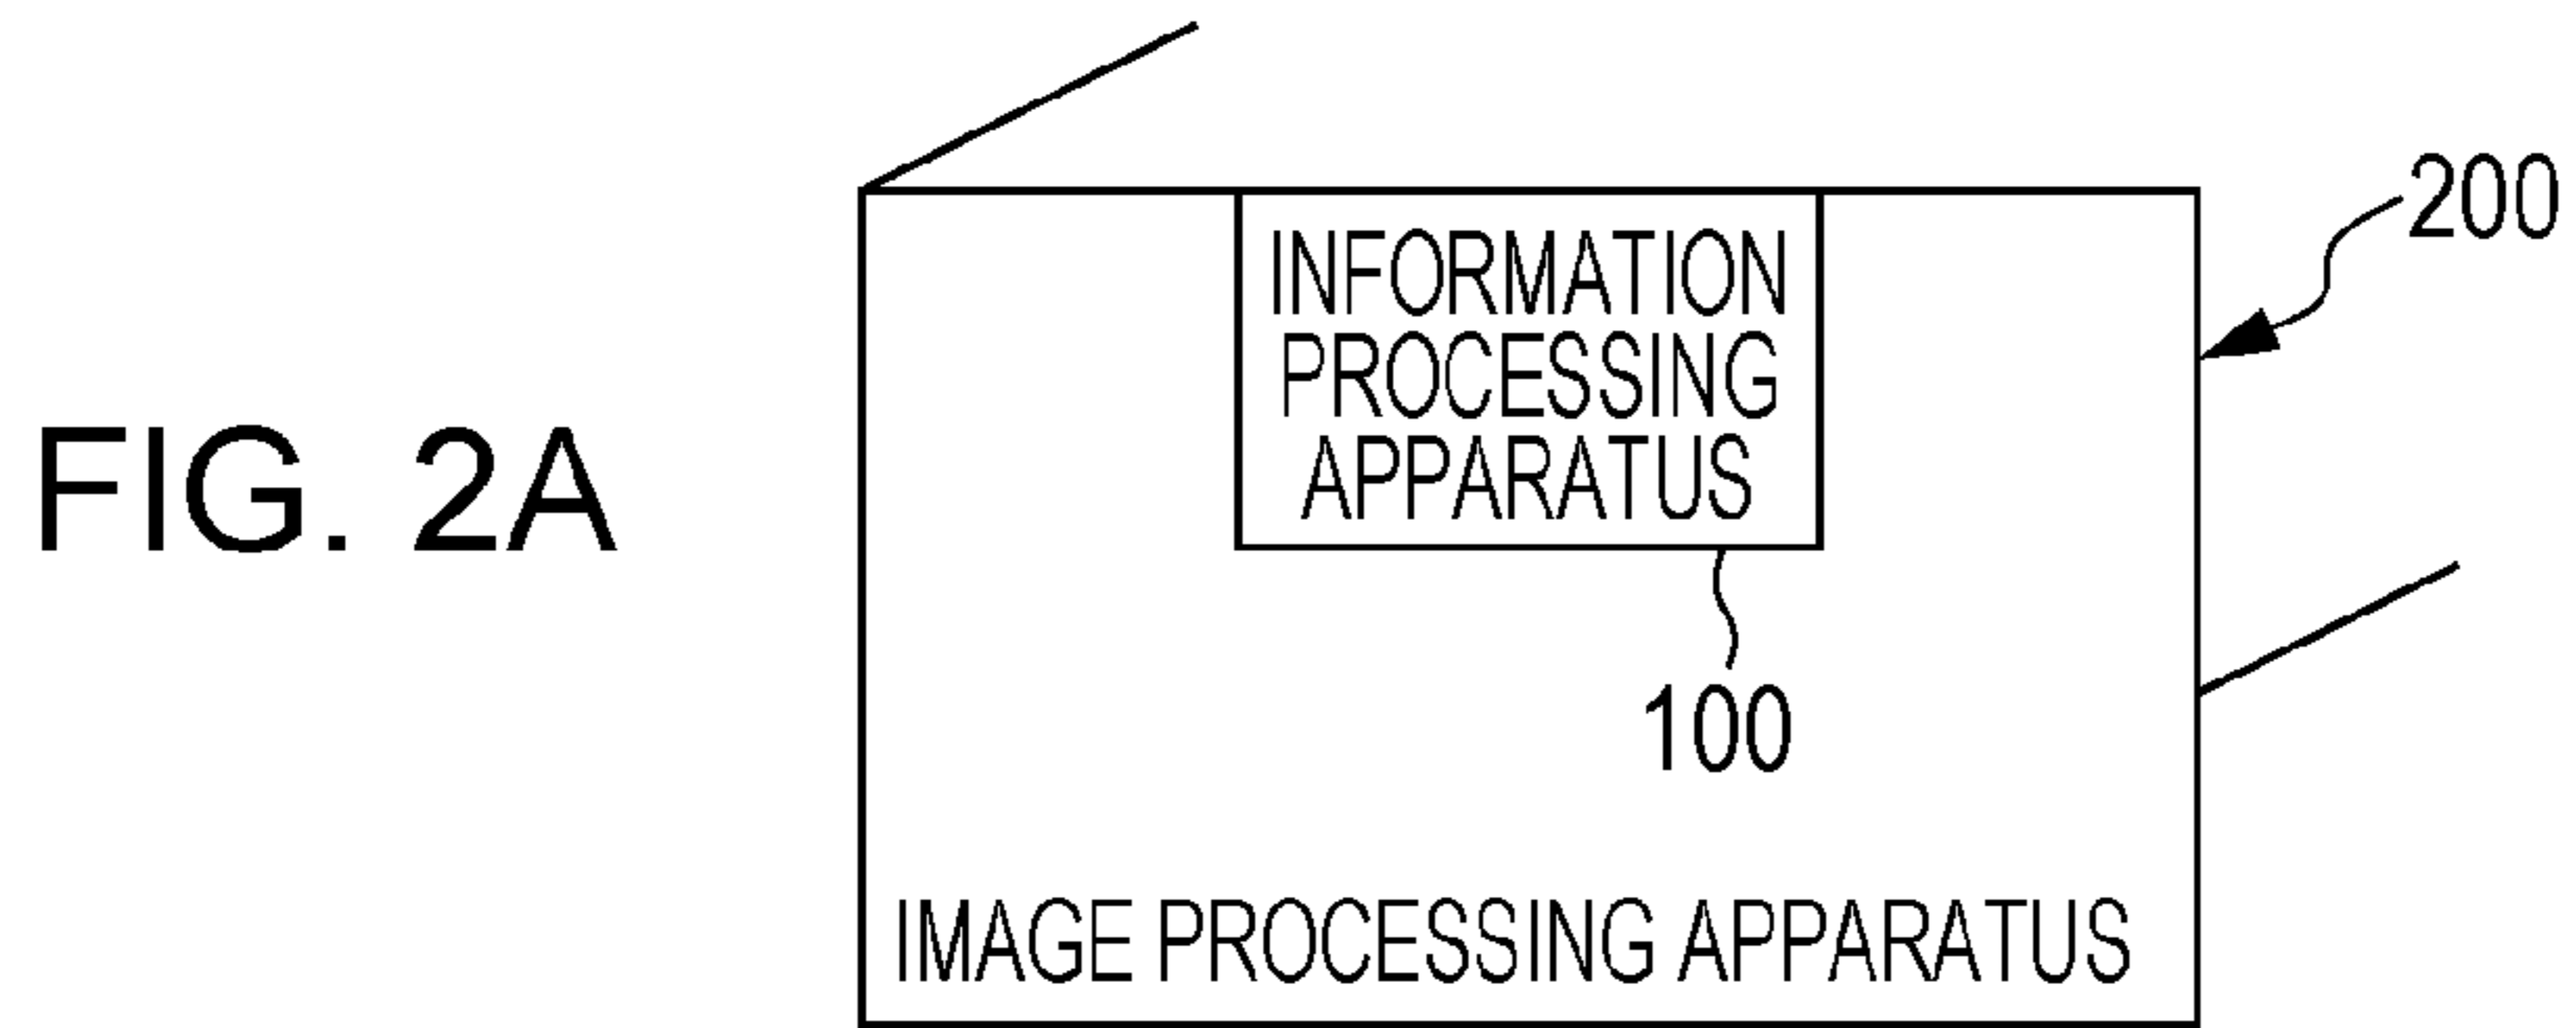 FIG. 2A
INFORMATION
PROCESSING
APPARATUS
200
100
IMAGE PROCESSING APPARATUS